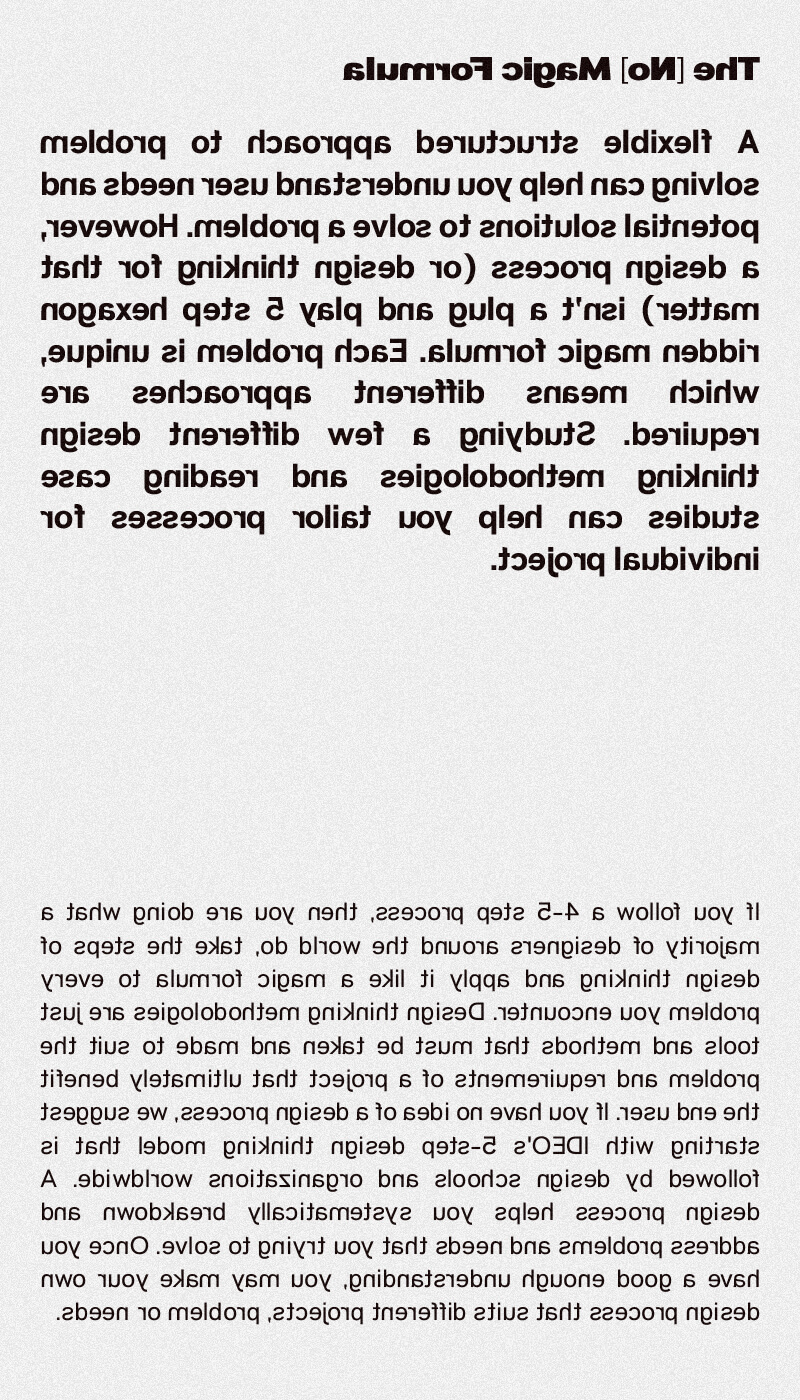 The [No] Magic Formula
A flexible structured approach to problem
solving can help you understand user needs and
potential solutions to solve a problem. However,
a design process (or design thinking for that
matter) isn't a plug and play 5 step hexagon
ridden magic formula. Each problem is unique,
which means different approaches are
required. Studying a few different design
thinking methodologies and reading case
studies can help you tailor processes for
individual project.
If you follow a 4-5 step process, then you are doing what a
majority of designers around the world do, take the steps of
design thinking and apply it like a magic formula to every
problem you encounter. Design thinking methodologies are just
tools and methods that must be taken and made to suit the
problem and requirements of a project that ultimately benefit
the end user. If you have no idea of a design process, we suggest
starting with IDEO's 5-step design thinking model that is
followed by design schools and organizations worldwide. A
design process helps you systematically breakdown and
address problems and needs that you trying to solve. Once you
have a good enough understanding, you may make your own
design process that suits different projects, problem or needs.